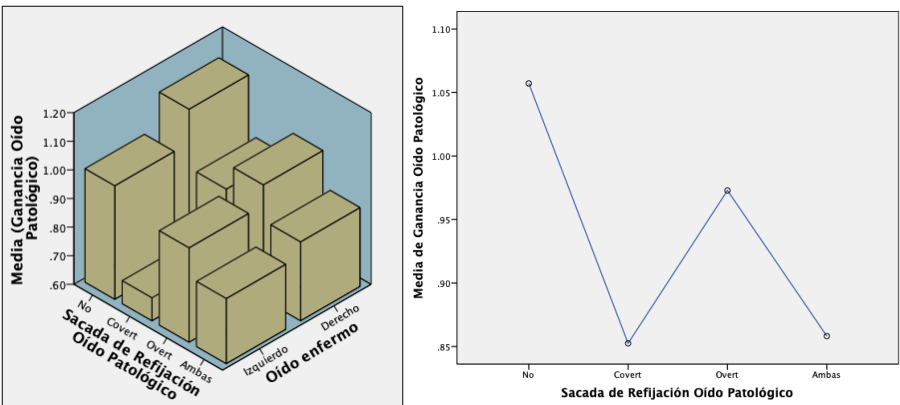 Media (Ganancia Oído
Patológico)
1.20
1.10
1.00
.90
.80
.70
.60
No
Covert
Overt
Ambas
Sacada de Refijación
Oído Patológico
Izquierdo
Derecho
Oído enfermo
Media de Ganancia Oído Patológico
1.10
1.05
1.00
.95
.90
.85
No
Covert
Overt
Ambas
Sacada de Refijación Oído Patológico